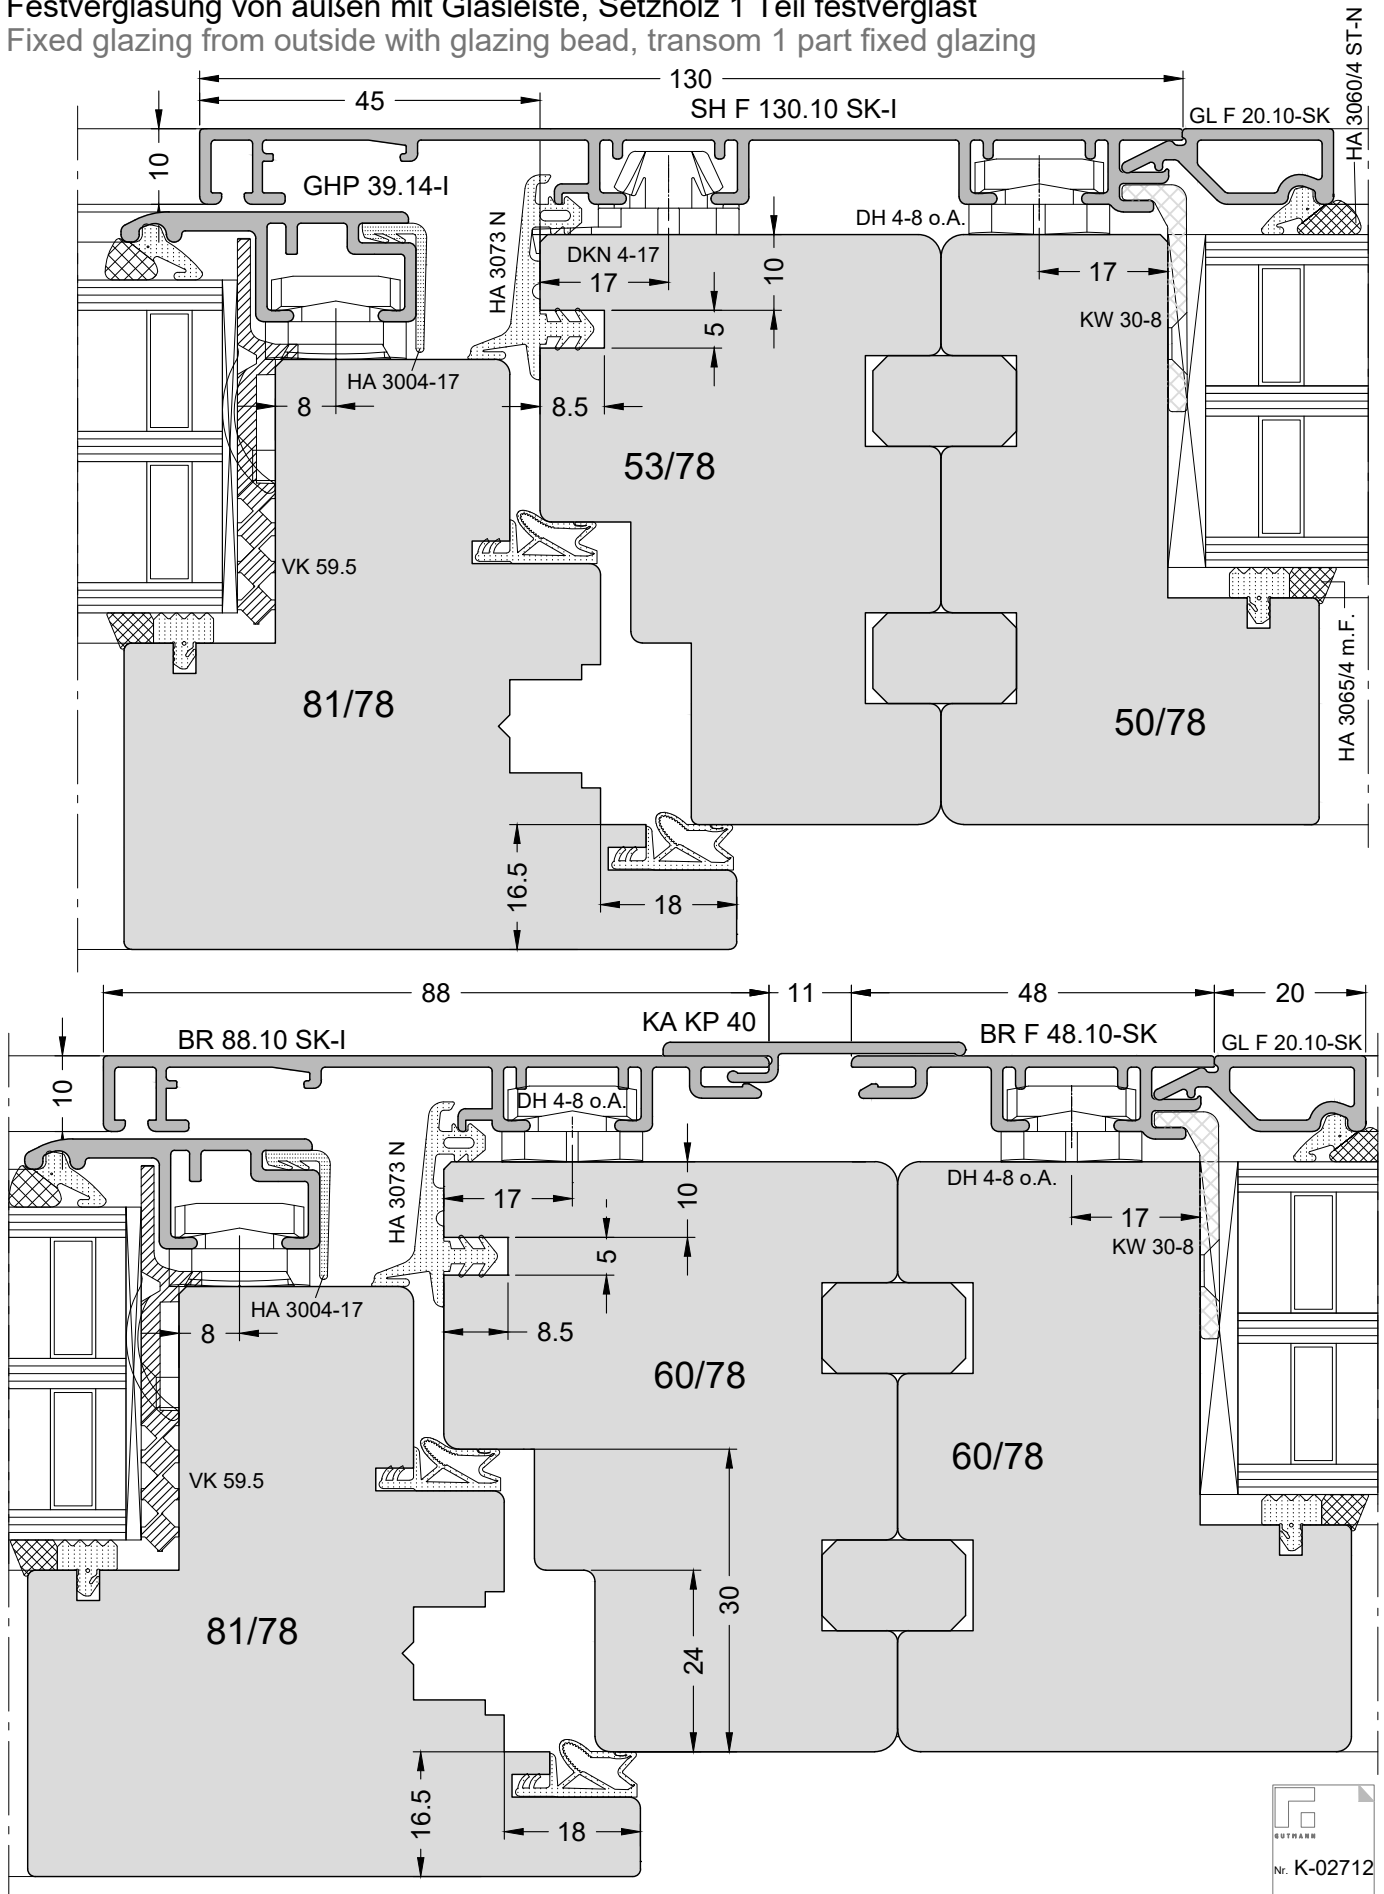 Festverglasung von außen mit Glasleiste, Setzholz 1 Teil festverglast
Fixed glazing from outside with glazing bead, transom 1 part fixed glazing
130
45
SH F 130.10 SK-I
GL F 20.10-SK
HA 3060/4 ST-N
10
GHP 39.14-I
HA 3073 N
DKN 4-17
17
10
DH 4-8 o.A.
17
KW 30-8
5
HA 3004-17
8
8.5
53/78
VK 59.5
81/78
50/78
HA 3065/4 m.F.
16.5
18
88
11
48
20
BR 88.10 SK-I
KA KP 40
BR F 48.10-SK
GL F 20.10-SK
10
DH 4-8 o.A.
HA 3073 N
17
10
DH 4-8 o.A.
17
KW 30-8
5
HA 3004-17
8
8.5
60/78
60/78
VK 59.5
30
24
81/78
16.5
18
GUTMANN
Nr. K-02712